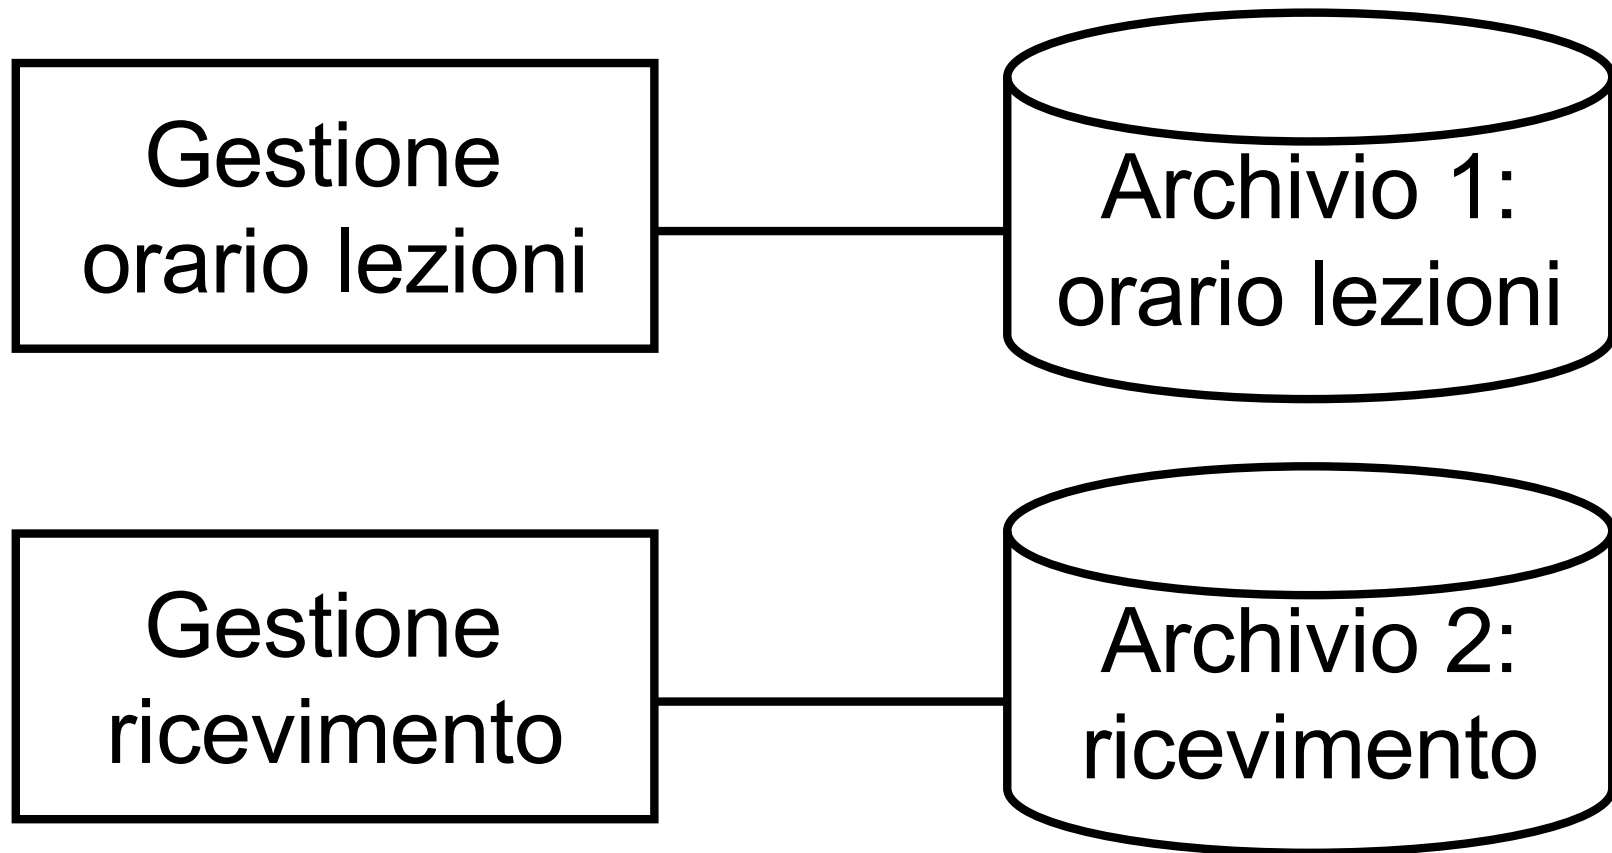 Gestione
orario lezioni
Archivio 1:
orario lezioni
Gestione
ricevimento
Archivio 2:
ricevimento